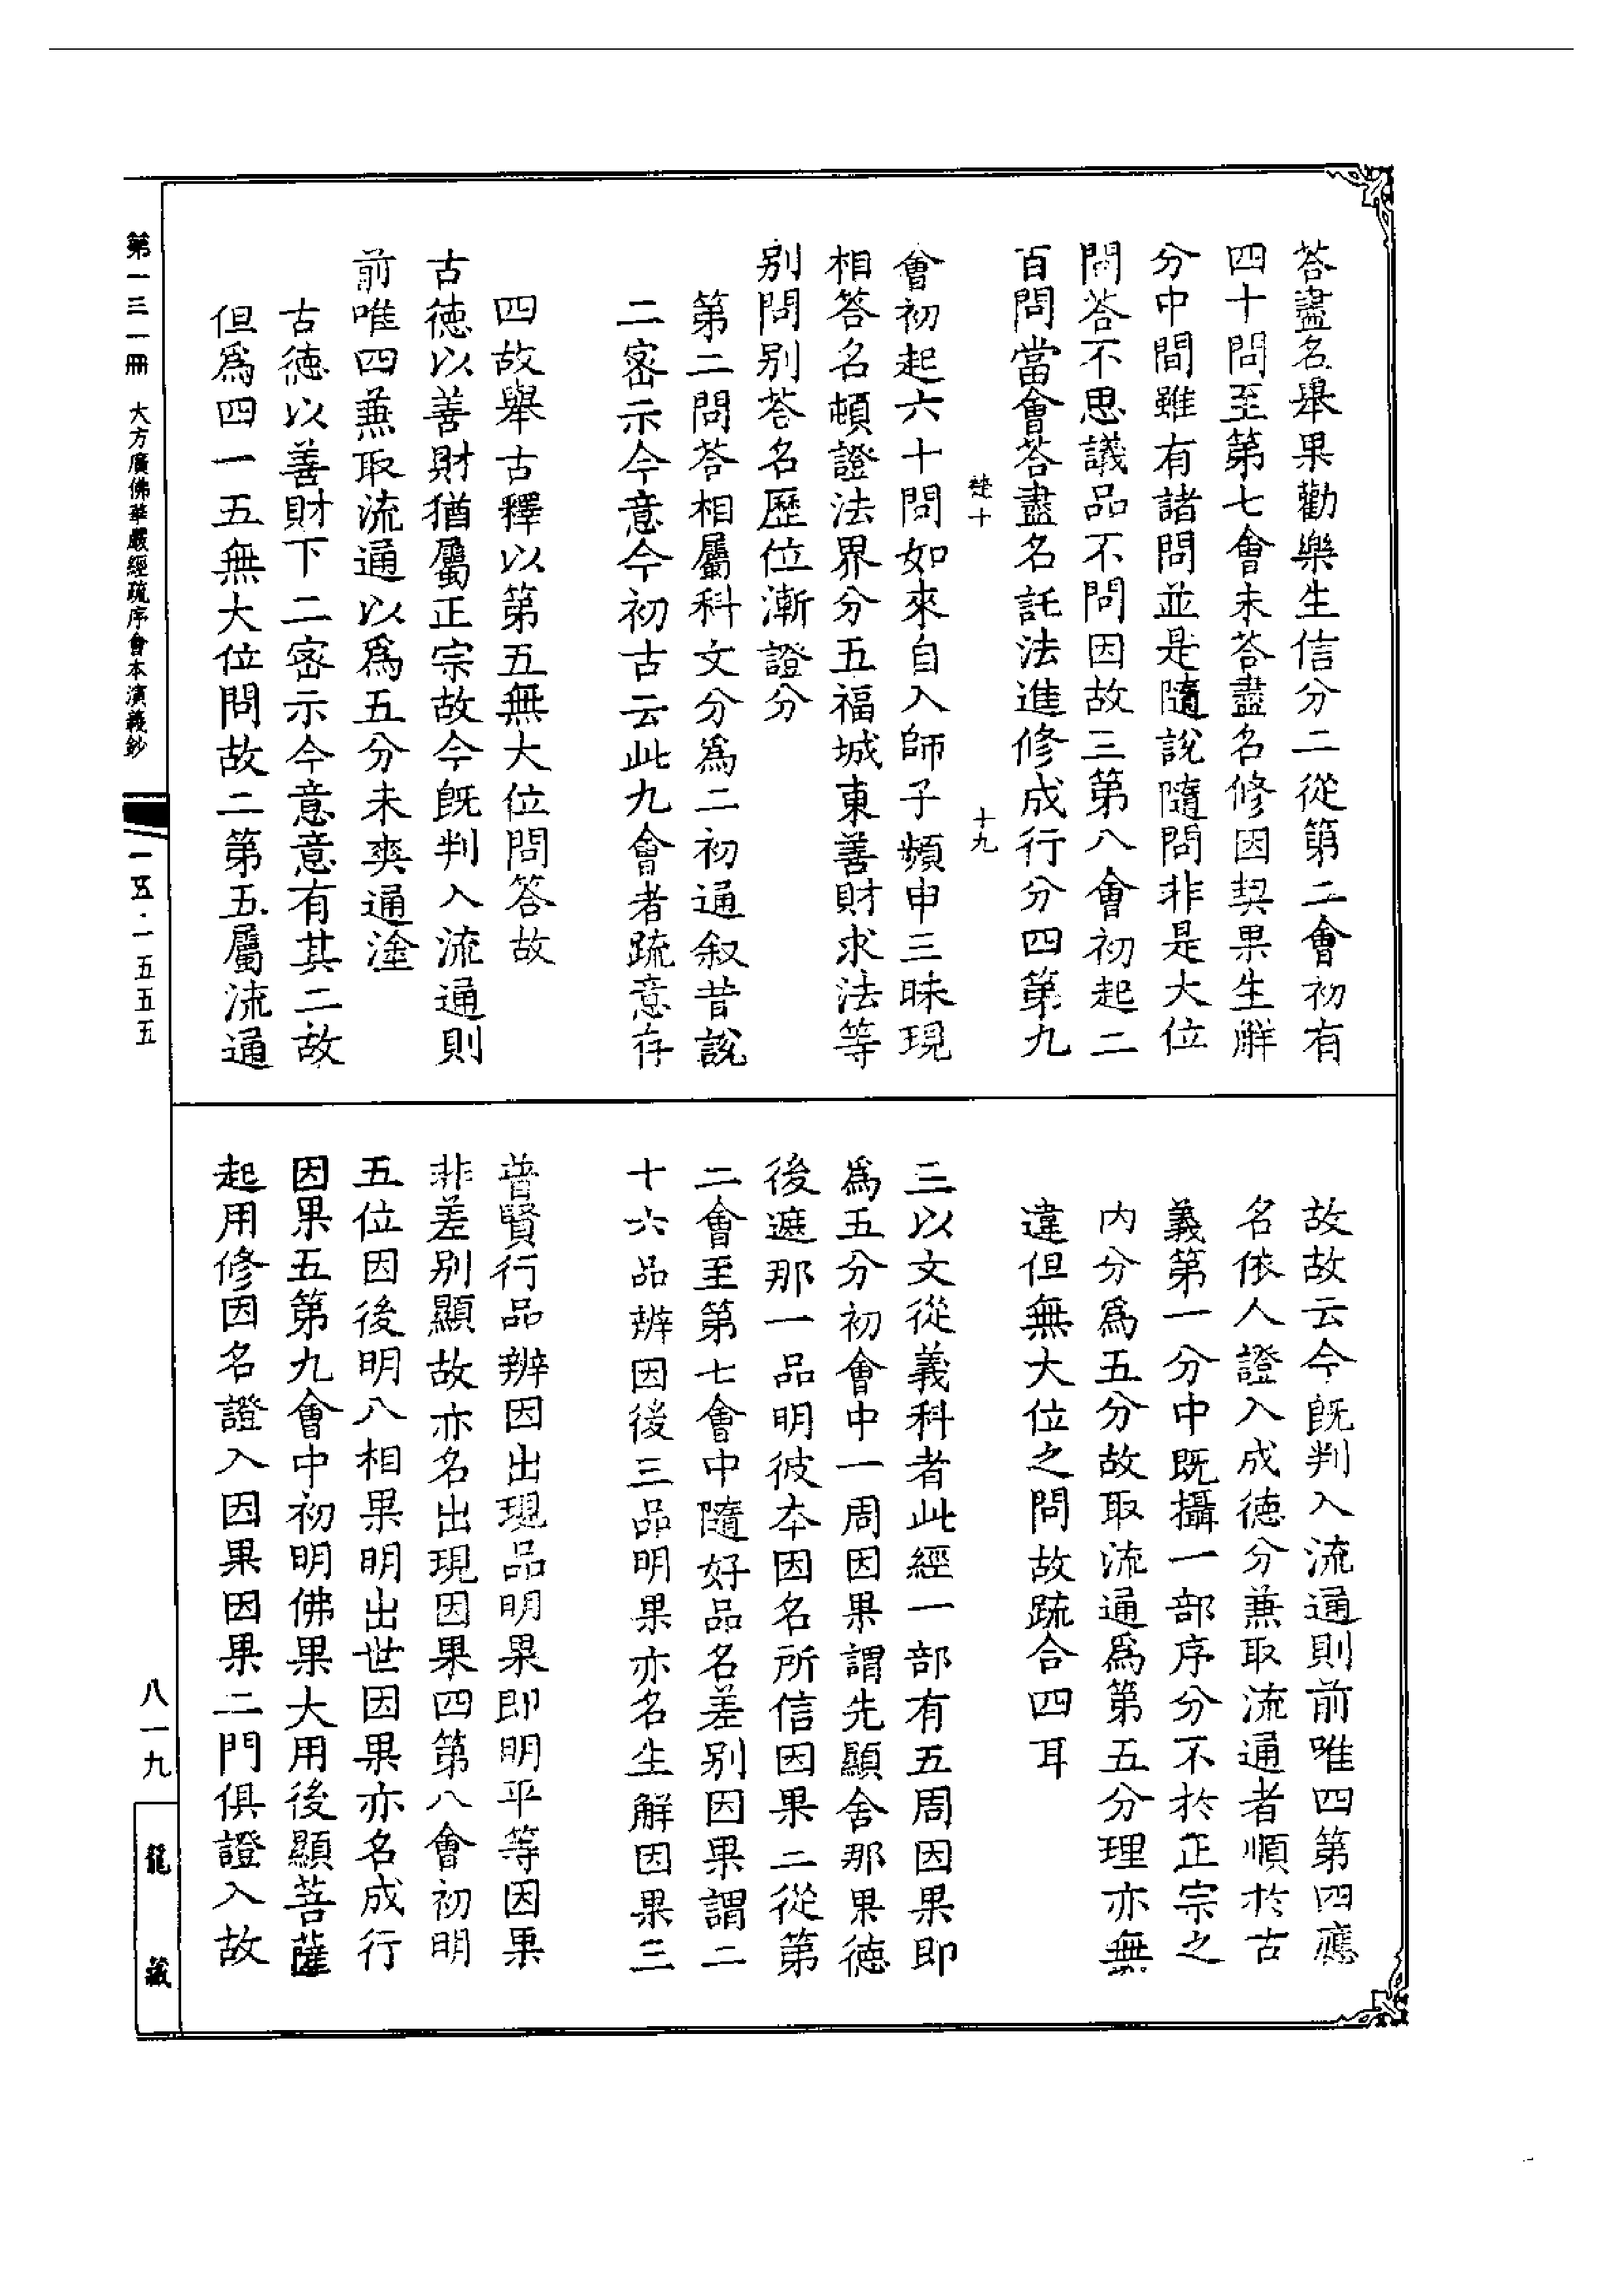 荅盡名舉果勸樂生信分二從第二會初有
四十問至第七會末荅盡名修因契果生解
分中間雖有諸問並是隨說隨問非是大位
問荅不思議品不問因故三第八會初起二
百問當會荅盡名託法進修成行分四第九
楚十　十九
會初起六十問如來自入師子頻申三昧現
相答名頓證法界分五福城東善財求法等
别問别荅名歷位漸證分
第二問荅相屬科文分爲二初通叙昔說
二密示今意今初古云此九會者疏意存
四故舉古釋以第五無大位問答故
古德以善財猶屬正宗故今旣判入流通則
前唯四兼取流通以爲五分未爽通塗
古德以善財下二密示今意意有其二故
但爲四一五無大位問故二第五屬流通
故故云今旣判入流通則前唯四第四應
名依人證入成德分兼取流通者順於古
義第一分中既攝一部序分不於正宗之
内分爲五分故取流通爲第五分理亦無
違但無大位之問故疏合四耳
三以文從義科者此經一部有五周因果即
爲五分初會中一周因果謂先顯舍那果德
後遮那一品明彼本因名所信因果二從第
二會至第七會中隨好品名差别因果謂二
十六品辨因後三品明果亦名生解因果三
普賢行品辨因出現品明果即明平等因果
非差别顯故亦名出現因果四第八會初明
五位因後明八相果明出世因果亦名成行
因果五第九會中初明佛果大用後顯菩薩
起用修因名證入因果因果二門俱證入故
第一三一冊　大方廣佛華嚴經疏序會本演義鈔
一五·一五五五
八一九
龍藏